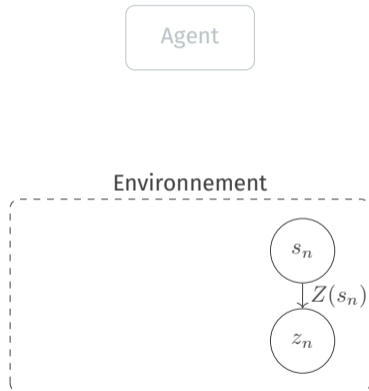 Agent
Environnement
s_n
Z(s_n)
z_n